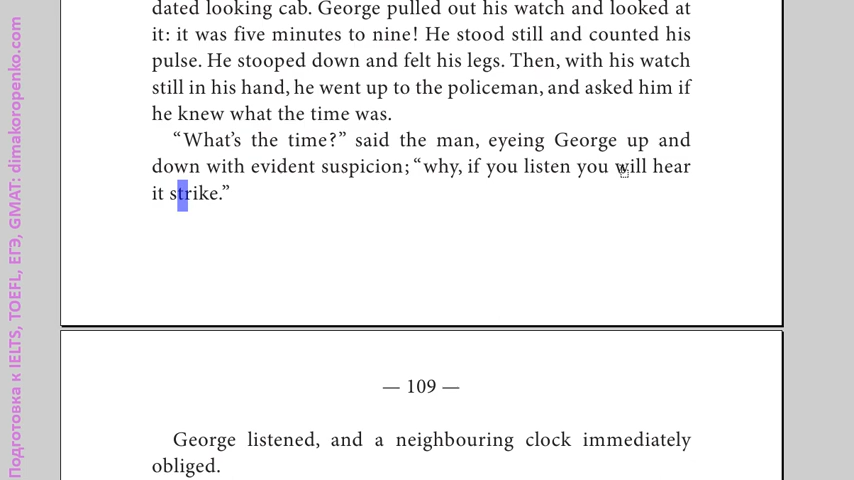 dated looking cab. George pulled out his watch and looked at
it: it was five minutes to nine! He stood still and counted his
pulse. He stooped down and felt his legs. Then, with his watch
still in his hand, he went up to the policeman, and asked him if
he knew what the time was.
“What’s the time?” said the man, eyeing George up and
down with evident suspicion; “why, if you listen you will hear
it strike.”
— 109 —
George listened, and a neighbouring clock immediately
obliged.
Подготовка к IELTS, TOEFL, ЕГЭ, GMAT: dimakoropenko.com